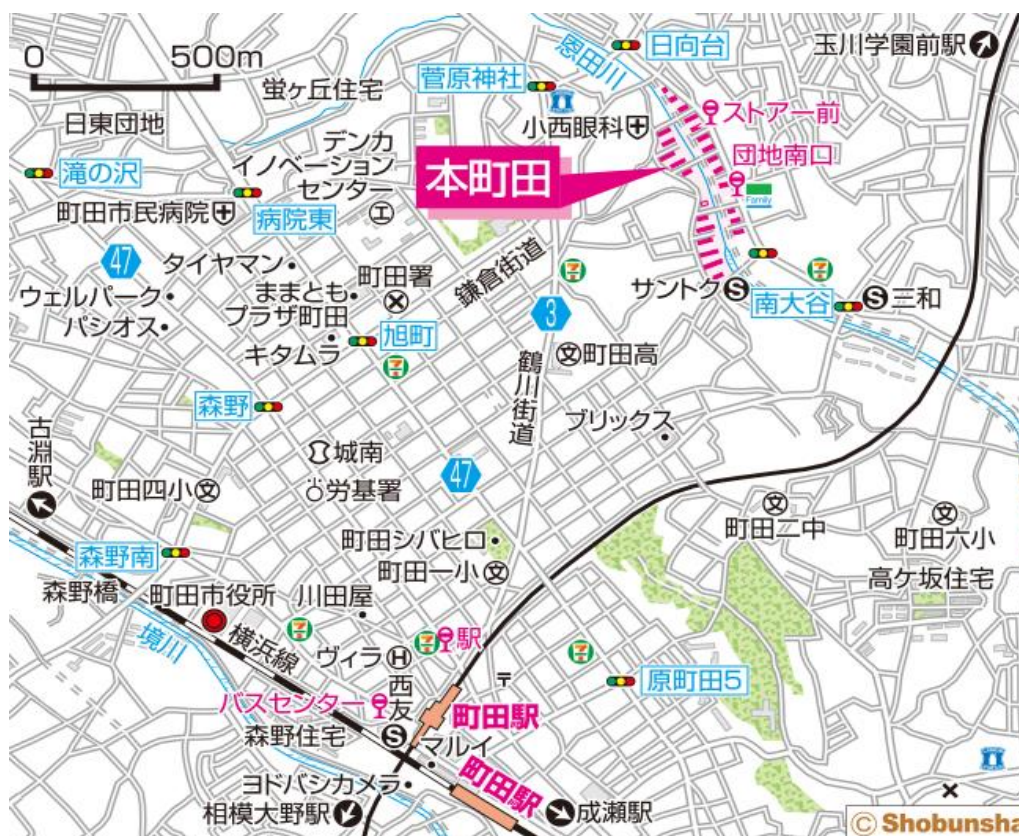 0 500m
恩田川
日向台
玉川学園前駅
蛍ヶ丘住宅
菅原神社
ストアー前
日東団地
デンカ
イノベーション
センター
小西眼科
団地南口
滝の沢
本町田
Family
町田市民病院
病院東
47
タイヤマン
町田署
鎌倉街道
ウェルパーク
ままとも
プラザ町田
サントク
S
南大谷
S
三和
パシオス
キタムラ
旭町
3
文
町田高
鶴川街道
森野
ブリックス
古淵駅
城南
47
労基署
町田四小
文
文
町田二中
文
町田六小
町田シバヒロ
町田一小
文
森野南
高ケ坂住宅
森野橋
町田市役所
川田屋
境川
横浜線
7
ヴィラ
H
駅
〒
原町田5
バスセンター
西友
町田駅
森野住宅
S
マルイ
ヨドバシカメラ
町田駅
相模大野駅
成瀬駅
© Shobunsha